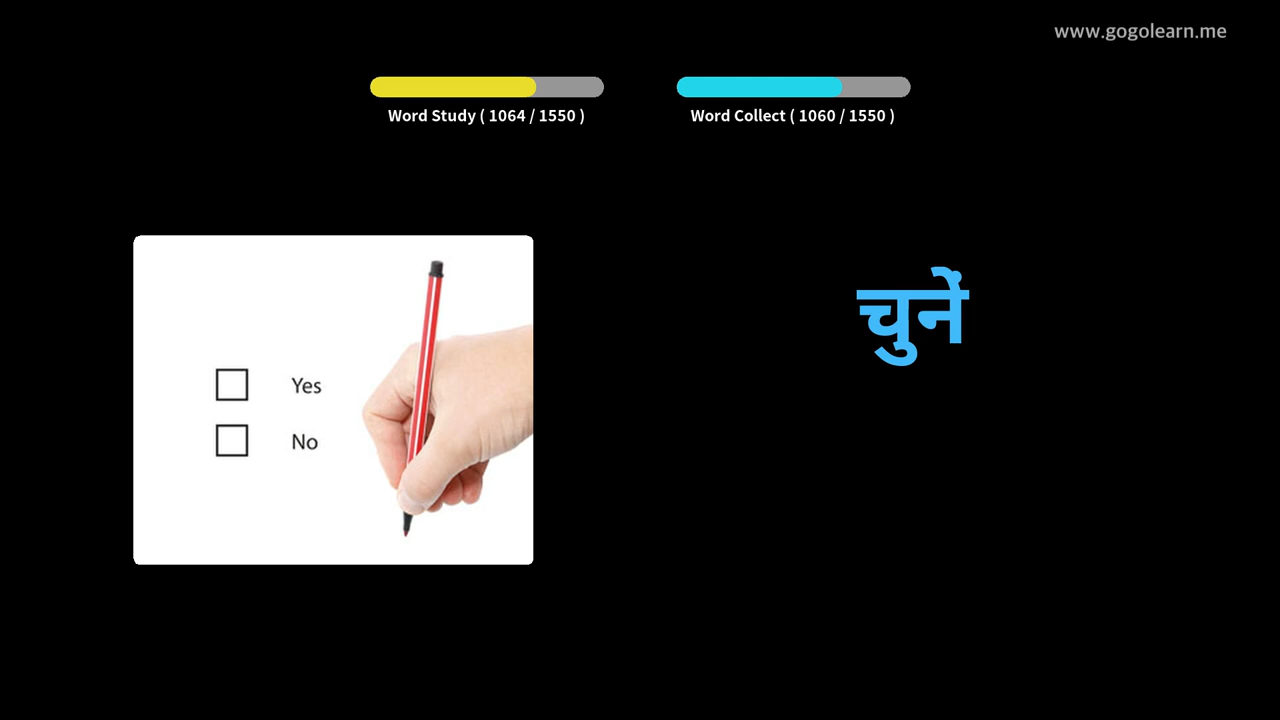 www.gogolearn.me
Word Study ( 1064 / 1550 )
Word Collect ( 1060 / 1550 )
चुनें
Yes
No